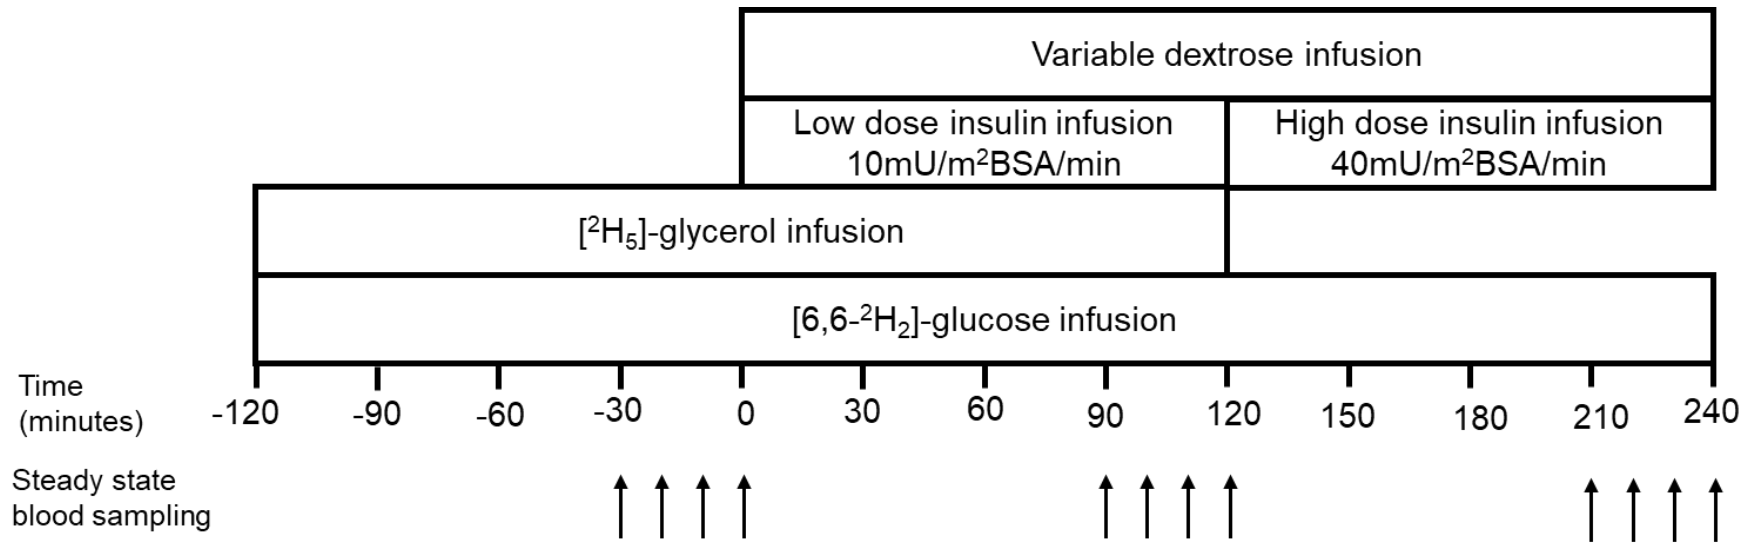 Variable dextrose infusion
Low dose insulin infusion
10mU/m²BSA/min
High dose insulin infusion
40mU/m²BSA/min
[²H₅]-glycerol infusion
[6,6-²H₂]-glucose infusion
Time
(minutes)
-120 -90 -60 -30 0 30 60 90 120 150 180 210 240
Steady state
blood sampling